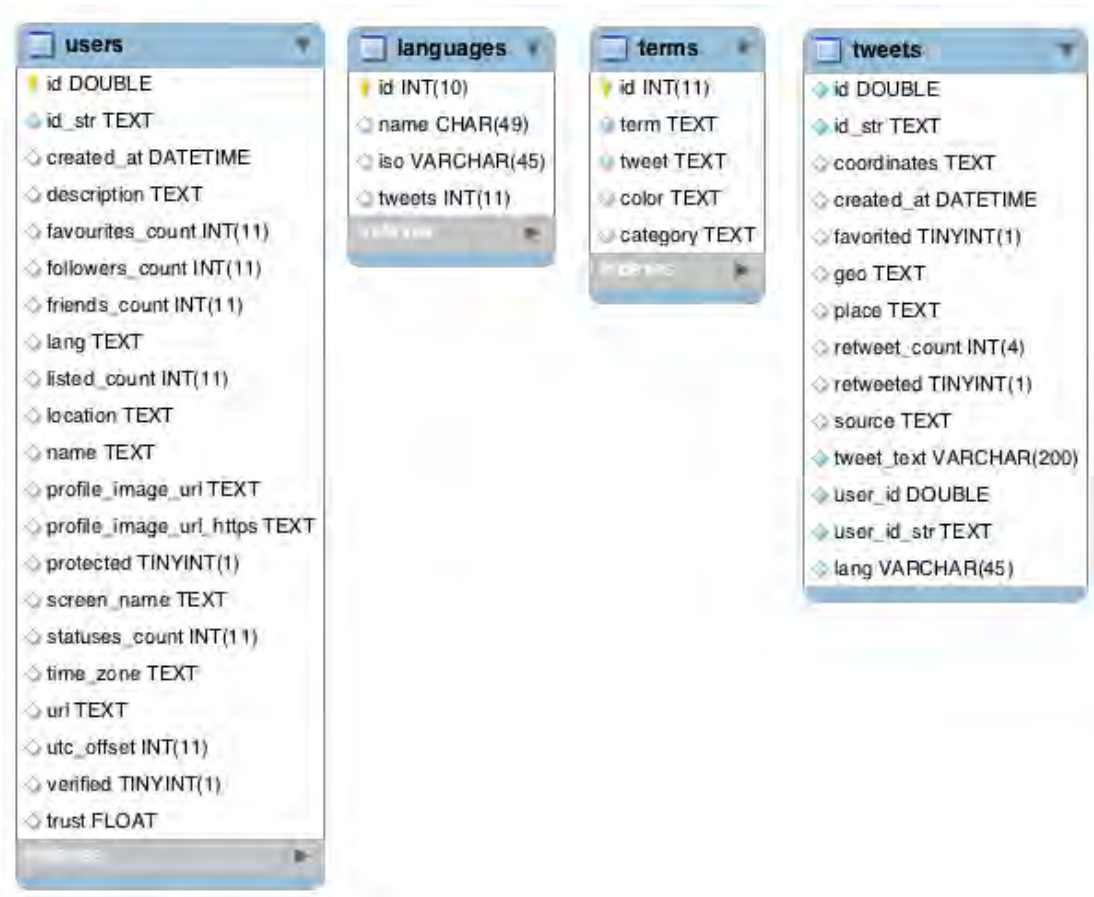 users
id DOUBLE
id_str TEXT
created_at DATETIME
description TEXT
favourites_count INT(11)
followers_count INT(11)
friends_count INT(11)
lang TEXT
listed_count INT(11)
location TEXT
name TEXT
profile_image_url TEXT
profile_image_url_https TEXT
protected TINYINT(1)
screen_name TEXT
statuses_count INT(11)
time_zone TEXT
url TEXT
utc_offset INT(11)
verified TINYINT(1)
trust FLOAT
languages
id INT(10)
name CHAR(49)
iso VARCHAR(45)
tweets INT(11)
terms
id INT(11)
term TEXT
tweet TEXT
color TEXT
category TEXT
tweets
id DOUBLE
id_str TEXT
coordinates TEXT
created_at DATETIME
favorited TINYINT(1)
geo TEXT
place TEXT
retweet_count INT(4)
retweeted TINYINT(1)
source TEXT
tweet_text VARCHAR(200)
user_id DOUBLE
user_id_str TEXT
lang VARCHAR(45)